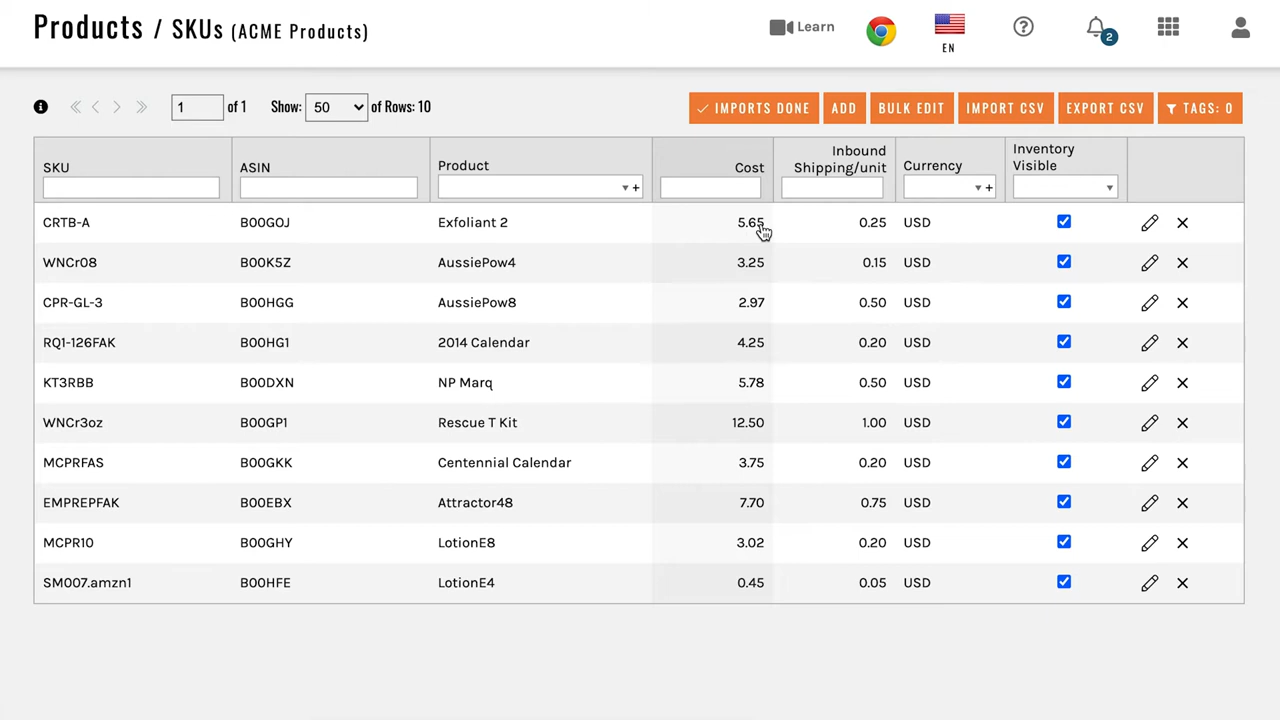 Products / SKUs (ACME Products)
Learn
EN
2
1 of 1 Show: 50 of Rows: 10
IMPORTS DONE ADD BULK EDIT IMPORT CSV EXPORT CSV TAGS: 0
SKU ASIN Product Cost Inbound Shipping/unit Currency Inventory Visible
CRTB-A B00GOJ Exfoliant 2 5.65 0.25 USD
WNCr08 B00K5Z AussiePow4 3.25 0.15 USD
CPR-GL-3 B00HGG AussiePow8 2.97 0.50 USD
RQ1-126FAK B00HG1 2014 Calendar 4.25 0.20 USD
KT3RBB B00DXN NP Marq 5.78 0.50 USD
WNCr3oz B00GP1 Rescue T Kit 12.50 1.00 USD
MCPRFAS B00GKK Centennial Calendar 3.75 0.20 USD
EMPREPFAK B00EBX Attractor48 7.70 0.75 USD
MCPR10 B00GHY LotionE8 3.02 0.20 USD
SM007.amzn1 B00HFE LotionE4 0.45 0.05 USD